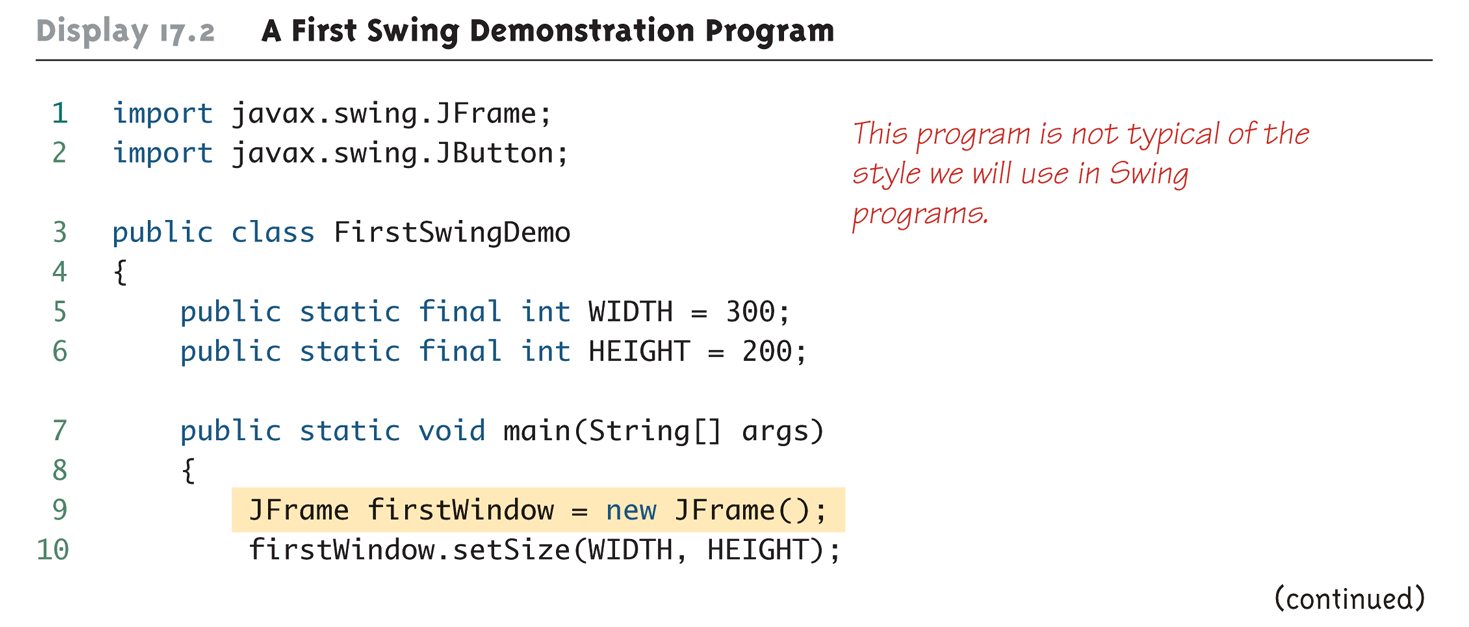 Display 17.2 A First Swing Demonstration Program
1 import javax.swing.JFrame;
2 import javax.swing.JButton;
3 public class FirstSwingDemo
4 {
5 public static final int WIDTH = 300;
6 public static final int HEIGHT = 200;
7 public static void main(String[] args)
8 {
9 JFrame firstWindow = new JFrame();
10 firstWindow.setSize(WIDTH, HEIGHT);
This program is not typical of the
style we will use in Swing
programs.
(continued)